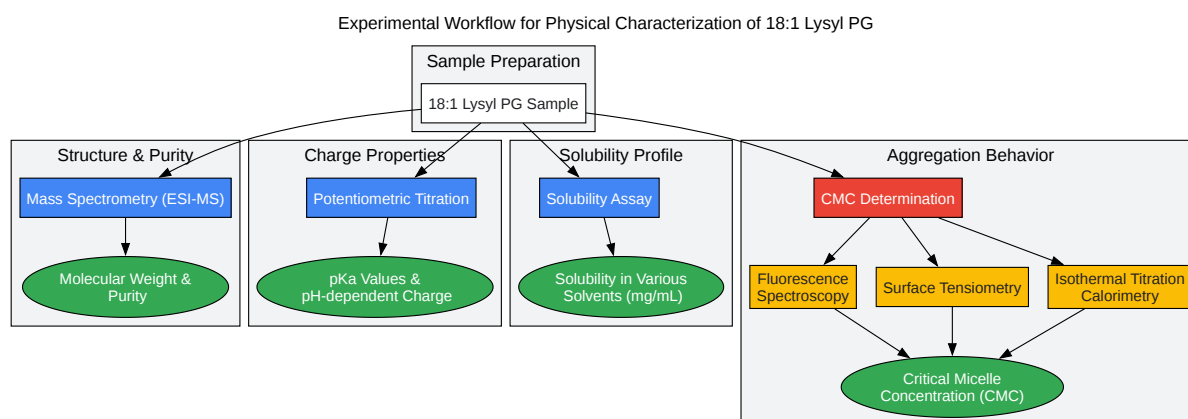 Experimental Workflow for Physical Characterization of 18:1 Lysyl PG
Sample Preparation
18:1 Lysyl PG Sample
Structure & Purity
Mass Spectrometry (ESI-MS)
Molecular Weight &
Purity
Charge Properties
Potentiometric Titration
pKa Values &
pH-dependent Charge
Solubility Profile
Solubility Assay
Solubility in Various
Solvents (mg/mL)
Aggregation Behavior
CMC Determination
Fluorescence
Spectroscopy
Surface Tensiometry
Isothermal Titration
Calorimetry
Critical Micelle
Concentration (CMC)